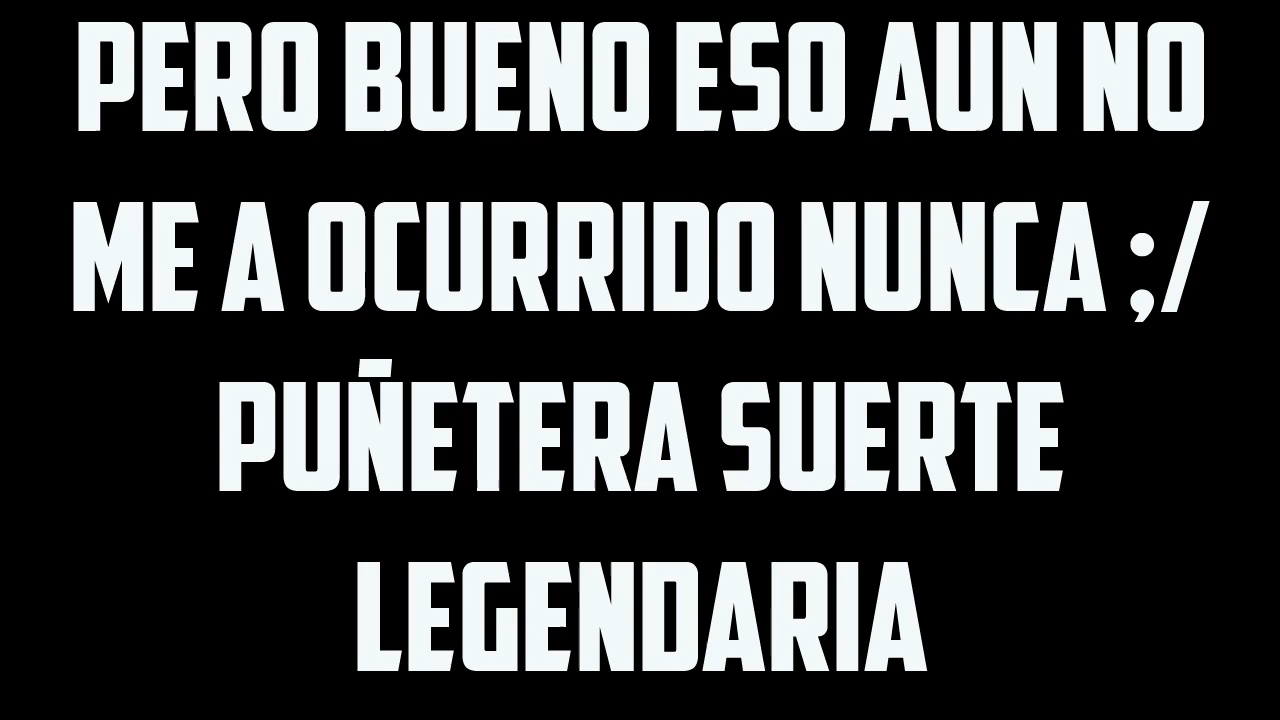 PERO BUENO ESO AUN NO
ME A OCURRIDO NUNCA ;/
PUÑETERA SUERTE
LEGENDARIA